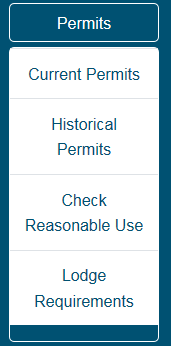 Permits
Current Permits
Historical
Permits
Check
Reasonable Use
Lodge
Requirements